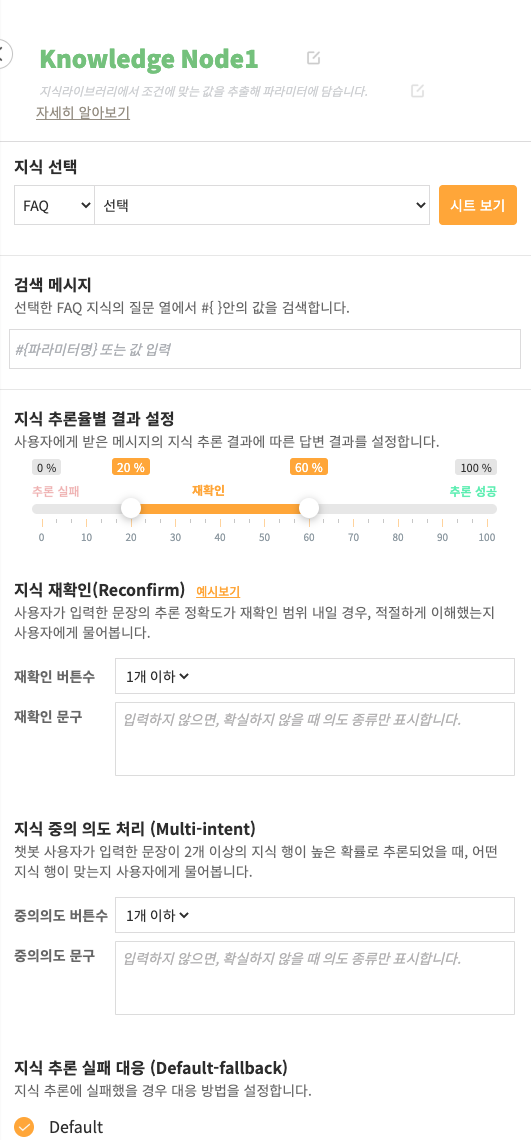 Knowledge Node1
지식라이브러리에서 조건에 맞는 값을 추출해 파라미터에 담습니다.
자세히 알아보기
지식 선택
FAQ 선택 시트 보기
검색 메시지
선택한 FAQ 지식의 질문 열에서 #{ }안의 값을 검색합니다.
#{파라미터명} 또는 값 입력
지식 추론율별 결과 설정
사용자에게 받은 메시지의 지식 추론 결과에 따른 답변 결과를 설정합니다.
0 % 20 % 60 % 100 %
추론 실패 재확인 추론 성공
0 10 20 30 40 50 60 70 80 90 100
지식 재확인(Reconfirm) 예시보기
사용자가 입력한 문장의 추론 정확도가 재확인 범위 내일 경우, 적절하게 이해했는지
사용자에게 물어봅니다.
재확인 버튼수 1개 이하
재확인 문구 입력하지 않으면, 확실하지 않을 때 의도 종류만 표시합니다.
지식 중의 의도 처리 (Multi-intent)
챗봇 사용자가 입력한 문장이 2개 이상의 지식 행이 높은 확률로 추론되었을 때, 어떤
지식 행이 맞는지 사용자에게 물어봅니다.
중의의도 버튼수 1개 이하
중의의도 문구 입력하지 않으면, 확실하지 않을 때 의도 종류만 표시합니다.
지식 추론 실패 대응 (Default-fallback)
지식 추론에 실패했을 경우 대응 방법을 설정합니다.
Default